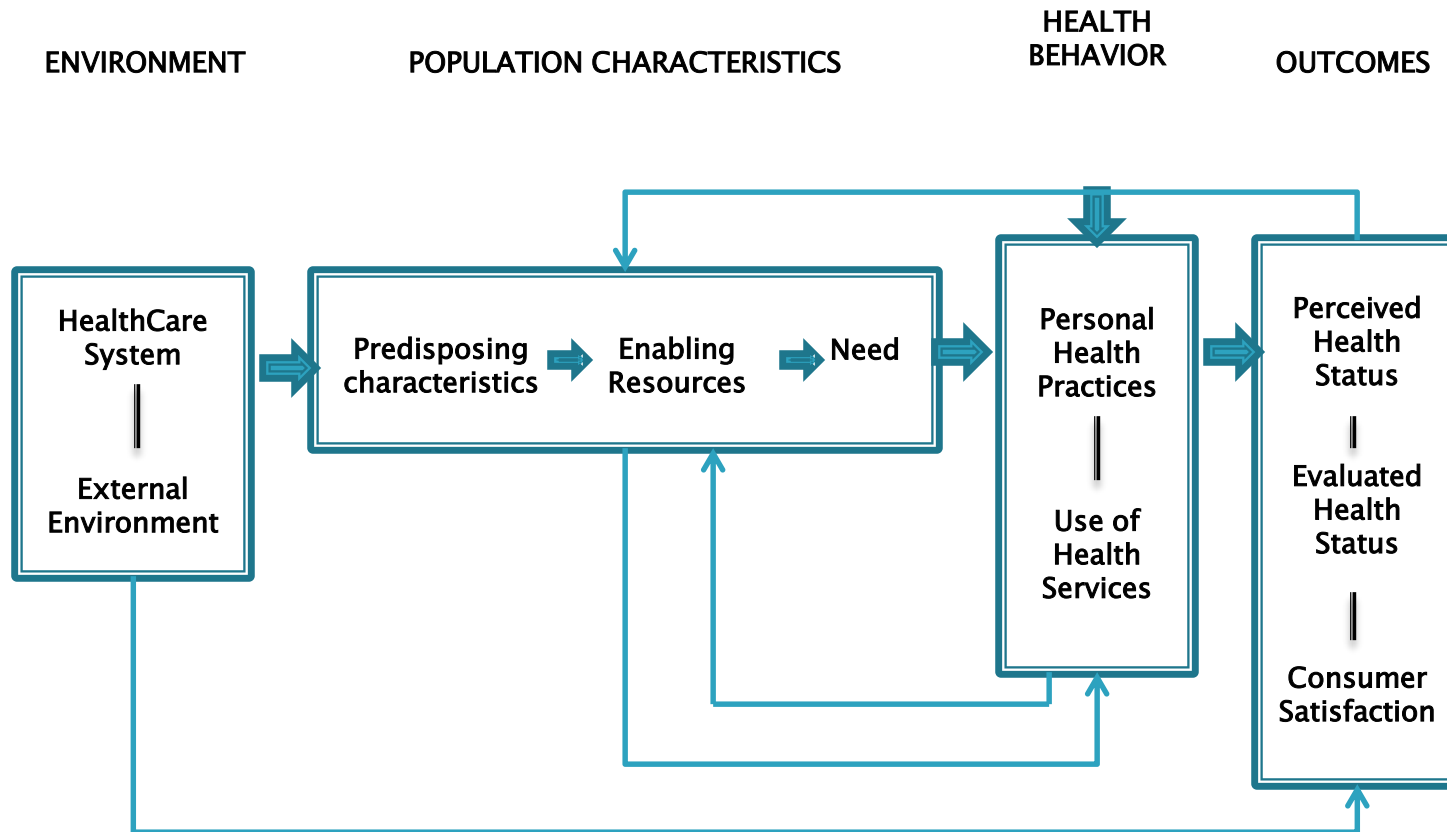 ENVIRONMENT
POPULATION CHARACTERISTICS
HEALTH
BEHAVIOR
OUTCOMES
HealthCare
System
External
Environment
Predisposing
characteristics
Enabling
Resources
Need
Personal
Health
Practices
Use of
Health
Services
Perceived
Health
Status
Evaluated
Health
Status
Consumer
Satisfaction